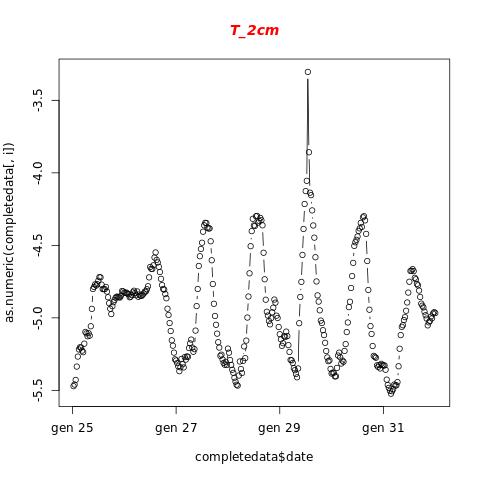 T_2cm
as.numeric(completedata[, i])
-3.5
-4.0
-4.5
-5.0
-5.5
gen 25
gen 27
gen 29
gen 31
completedata$date